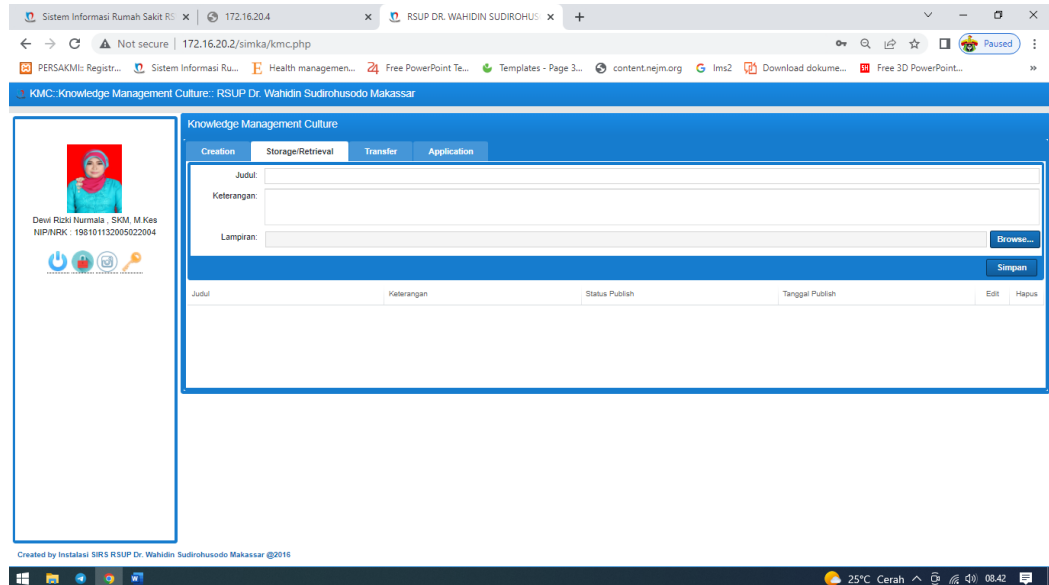 Sistem Informasi Rumah Sakit RS
172.16.20.4
RSUP DR. WAHIDIN SUDIROHUS
Not secure 172.16.20.2/simka/kmc.php
Paused
PERSAKMI:: Registr...
Sistem Informasi Ru...
Health managemen...
Free PowerPoint Te...
Templates - Page 3...
content.nejm.org
lms2
Download dokume...
Free 3D PowerPoint...
KMC::Knowledge Management Culture:: RSUP Dr. Wahidin Sudirohusodo Makassar
Dewi Rizki Nurmala , SKM, M.Kes
NIP/NRK : 198101132005022004
Knowledge Management Culture
Creation Storage/Retrieval Transfer Application
Judul:
Keterangan:
Lampiran: Browse...
Simpan
Judul Keterangan Status Publish Tanggal Publish Edit Hapus
Created by Instalasi SIRS RSUP Dr. Wahidin Sudirohusodo Makassar @2016
25°C Cerah 08.42